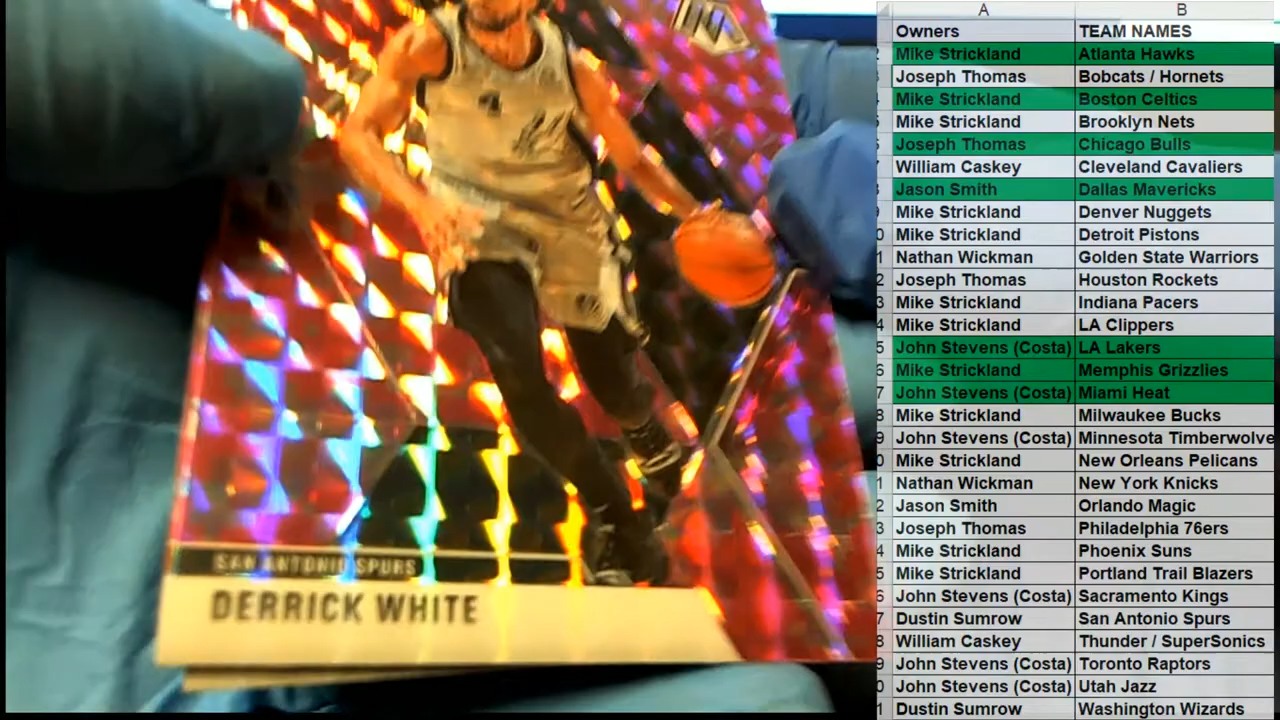 SAN ANTONIO SPURS
DERRICK WHITE
A B
Owners TEAM NAMES
Mike Strickland Atlanta Hawks
Joseph Thomas Bobcats / Hornets
Mike Strickland Boston Celtics
Mike Strickland Brooklyn Nets
Joseph Thomas Chicago Bulls
William Caskey Cleveland Cavaliers
Jason Smith Dallas Mavericks
Mike Strickland Denver Nuggets
Mike Strickland Detroit Pistons
Nathan Wickman Golden State Warriors
Joseph Thomas Houston Rockets
Mike Strickland Indiana Pacers
Mike Strickland LA Clippers
John Stevens (Costa) LA Lakers
Mike Strickland Memphis Grizzlies
John Stevens (Costa) Miami Heat
Mike Strickland Milwaukee Bucks
John Stevens (Costa) Minnesota Timberwolve
Mike Strickland New Orleans Pelicans
Nathan Wickman New York Knicks
Jason Smith Orlando Magic
Joseph Thomas Philadelphia 76ers
Mike Strickland Phoenix Suns
Mike Strickland Portland Trail Blazers
John Stevens (Costa) Sacramento Kings
Dustin Sumrow San Antonio Spurs
William Caskey Thunder / SuperSonics
John Stevens (Costa) Toronto Raptors
John Stevens (Costa) Utah Jazz
Dustin Sumrow Washington Wizards